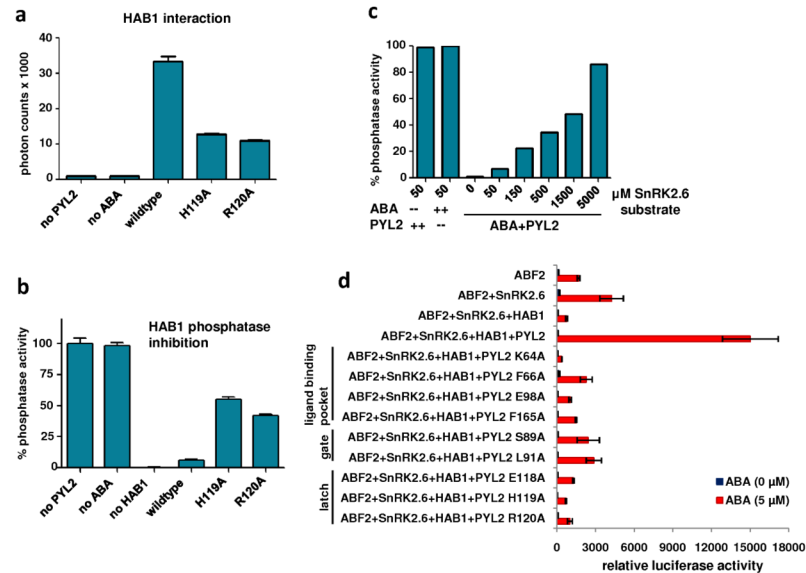 a
HAB1 interaction
photon counts x 1000
40
30
20
10
0
no PYL2
no ABA
wildtype
H119A
R120A
b
HAB1 phosphatase
inhibition
% phosphatase activity
100
75
50
25
0
no PYL2
no ABA
no HAB1
wildtype
H119A
R120A
c
% phosphatase activity
100
80
60
40
20
0
50
50
0
50
150
500
1500
5000
µM SnRK2.6
substrate
ABA -- ++
PYL2 ++ --
ABA+PYL2
d
ABF2
ABF2+SnRK2.6
ABF2+SnRK2.6+HAB1
ABF2+SnRK2.6+HAB1+PYL2
ligand binding
pocket
ABF2+SnRK2.6+HAB1+PYL2 K64A
ABF2+SnRK2.6+HAB1+PYL2 F66A
ABF2+SnRK2.6+HAB1+PYL2 E98A
ABF2+SnRK2.6+HAB1+PYL2 F165A
gate
ABF2+SnRK2.6+HAB1+PYL2 S89A
ABF2+SnRK2.6+HAB1+PYL2 L91A
latch
ABF2+SnRK2.6+HAB1+PYL2 E118A
ABF2+SnRK2.6+HAB1+PYL2 H119A
ABF2+SnRK2.6+HAB1+PYL2 R120A
ABA (0 µM)
ABA (5 µM)
0 3000 6000 9000 12000 15000 18000
relative luciferase activity